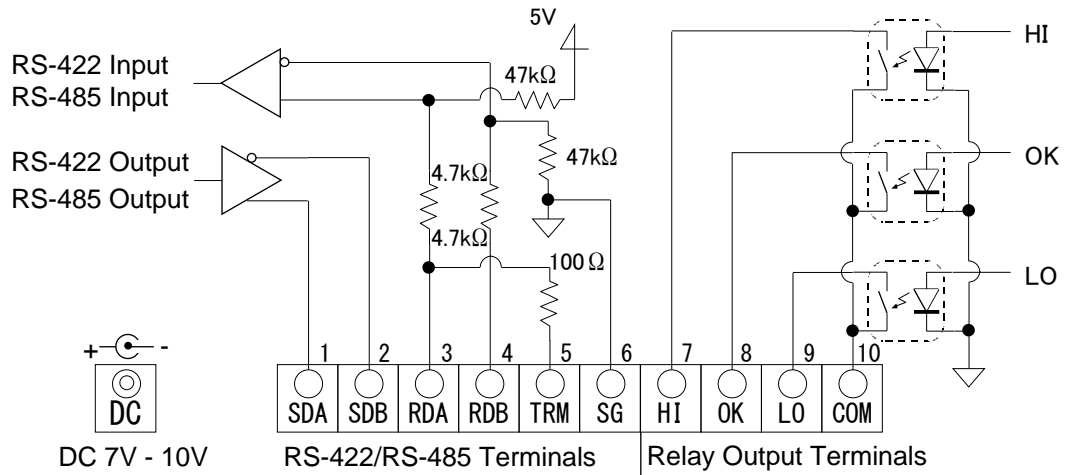 5V
HI
RS-422 Input
47kΩ
RS-485 Input
OK
RS-422 Output
47kΩ
4.7kΩ
RS-485 Output
4.7kΩ
100Ω
LO
+ -
1 2 3 4 5 6 7 8 9 10
DC SDA SDB RDA RDB TRM SG HI OK LO COM
DC 7V - 10V RS-422/RS-485 Terminals Relay Output Terminals